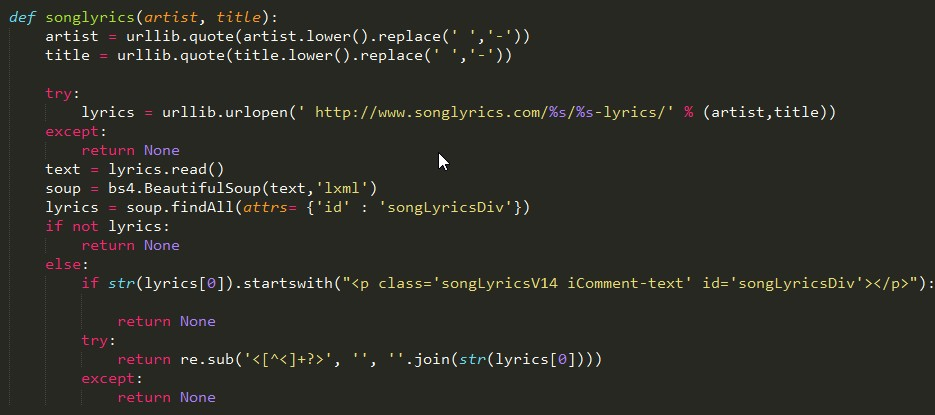 def songlyrics(artist, title):
    artist = urllib.quote(artist.lower().replace(' ','-'))
    title = urllib.quote(title.lower().replace(' ','-'))

    try:
        lyrics = urllib.urlopen(' http://www.songlyrics.com/%s/%s-lyrics/' % (artist,title))
    except:
        return None
    text = lyrics.read()
    soup = bs4.BeautifulSoup(text,'lxml')
    lyrics = soup.findAll(attrs= {'id' : 'songLyricsDiv'})
    if not lyrics:
        return None
    else:
        if str(lyrics[0]).startswith("<p class='songLyricsV14 iComment-text' id='songLyricsDiv'></p>"):

            return None
        try:
            return re.sub('<[^<]+?>', '', ''.join(str(lyrics[0])))
        except:
            return None